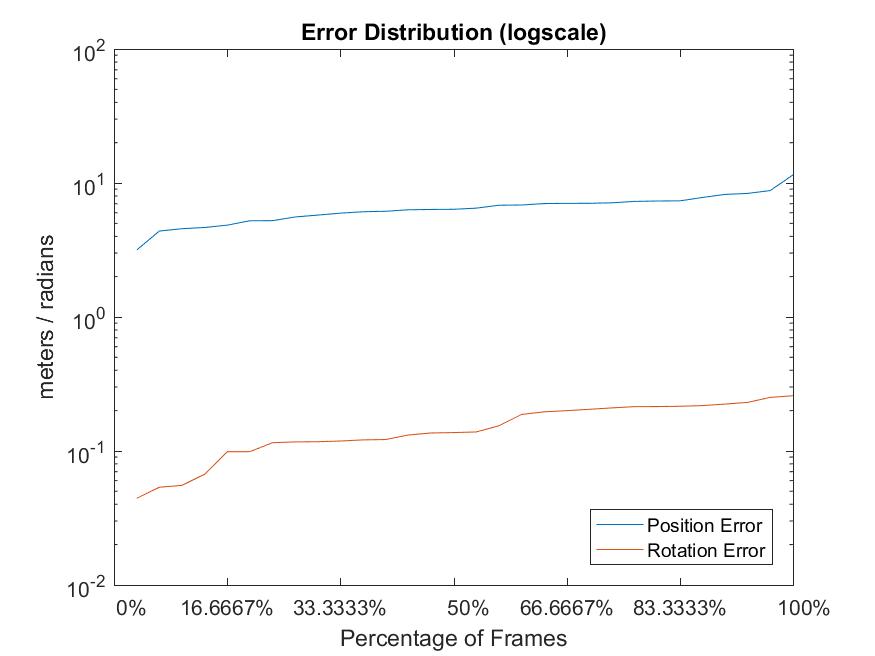 Error Distribution (logscale)
10^2
10^1
10^0
10^-1
10^-2
meters / radians
Position Error
Rotation Error
0% 16.6667% 33.3333% 50% 66.6667% 83.3333% 100%
Percentage of Frames